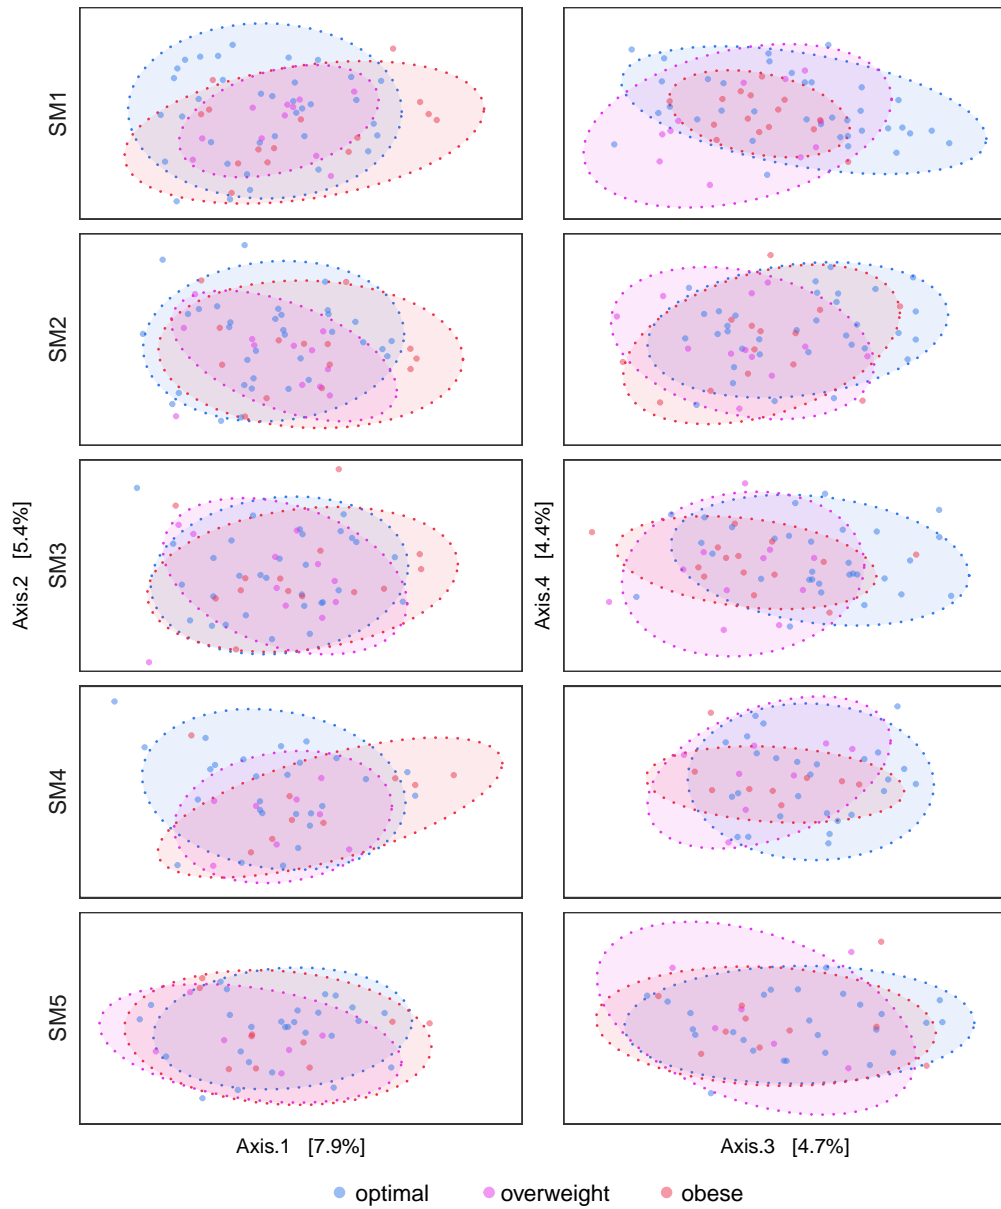 SM1
SM2
SM3
SM4
SM5
Axis.2 [5.4%]
Axis.4 [4.4%]
Axis.1 [7.9%]
Axis.3 [4.7%]
optimal overweight obese